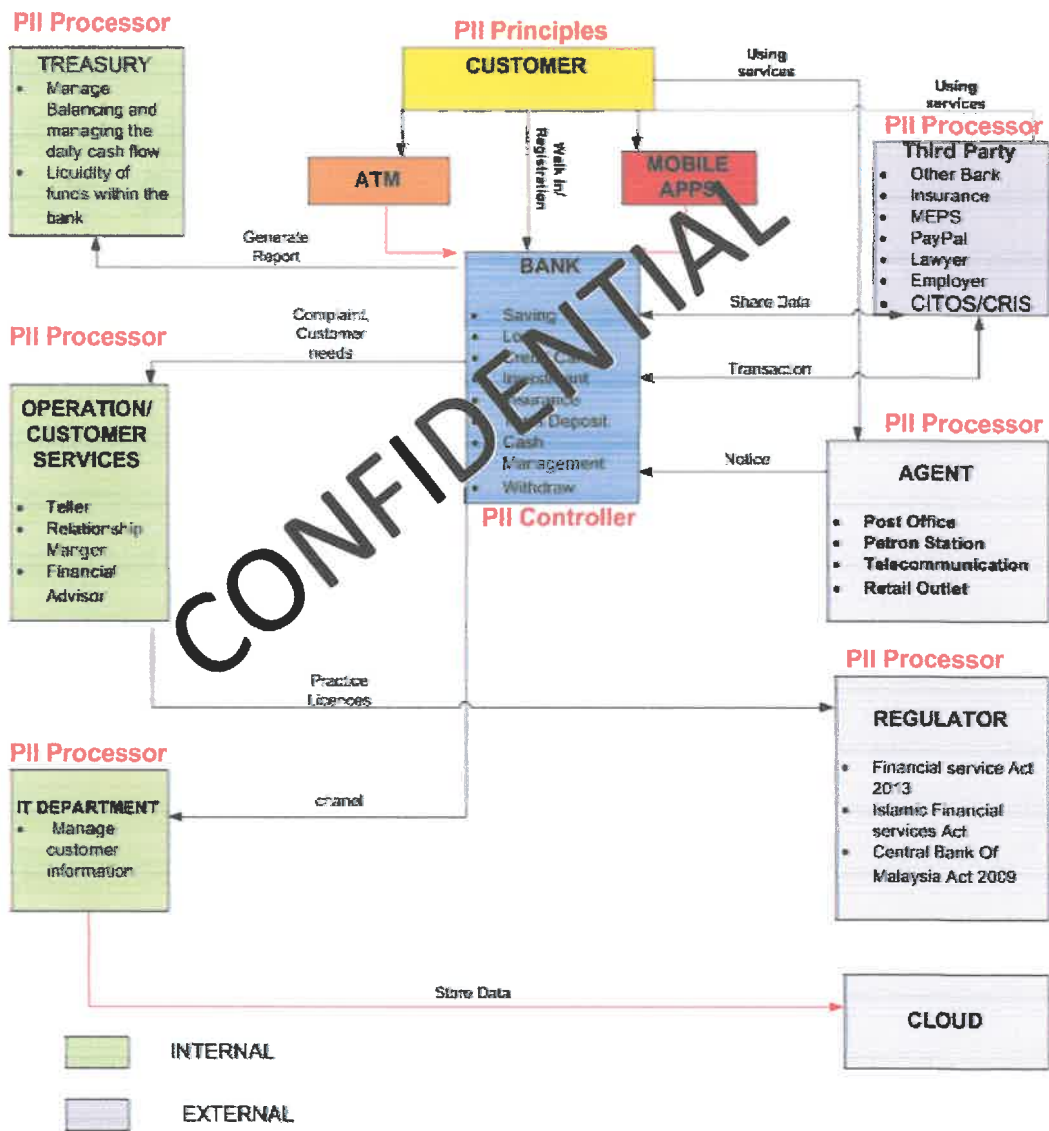 PII Processor
TREASURY
• Manage
Balancing and
managing the
daily cash flow
• Licuidity of
funds within the
bank
PII Principles
CUSTOMER
Using
services
Using
services
PII Processor
Third Party
• Other Bank
• Insurance
• MEPS
• PayPal
• Lawyer
• Employer
• CITOS/CRIS
ATM
Walk in/
Registration
MOBILE
APPS
Generate
Report
BANK
• Saving
•
• Credit
• Investment
• Insurance
• Deposit
• Cash
Management
• Withdraw
PII Controller
Share Data
Transaction
Notice
Complaint,
Customer
needs
PII Processor
OPERATION/
CUSTOMER
SERVICES
• Teller
• Relationship
Manger
• Financial
Advisor
PII Processor
AGENT
• Post Office
• Petron Station
• Telecommunication
• Retail Outlet
CONFIDENTIAL
Practice
Licences
PII Processor
REGULATOR
• Financial service Act
2013
• Islamic Financial
services Act
• Central Bank Of
Malaysia Act 2009
PII Processor
IT DEPARTMENT
• Manage
customer
information
chanel
Store Data
CLOUD
INTERNAL
EXTERNAL